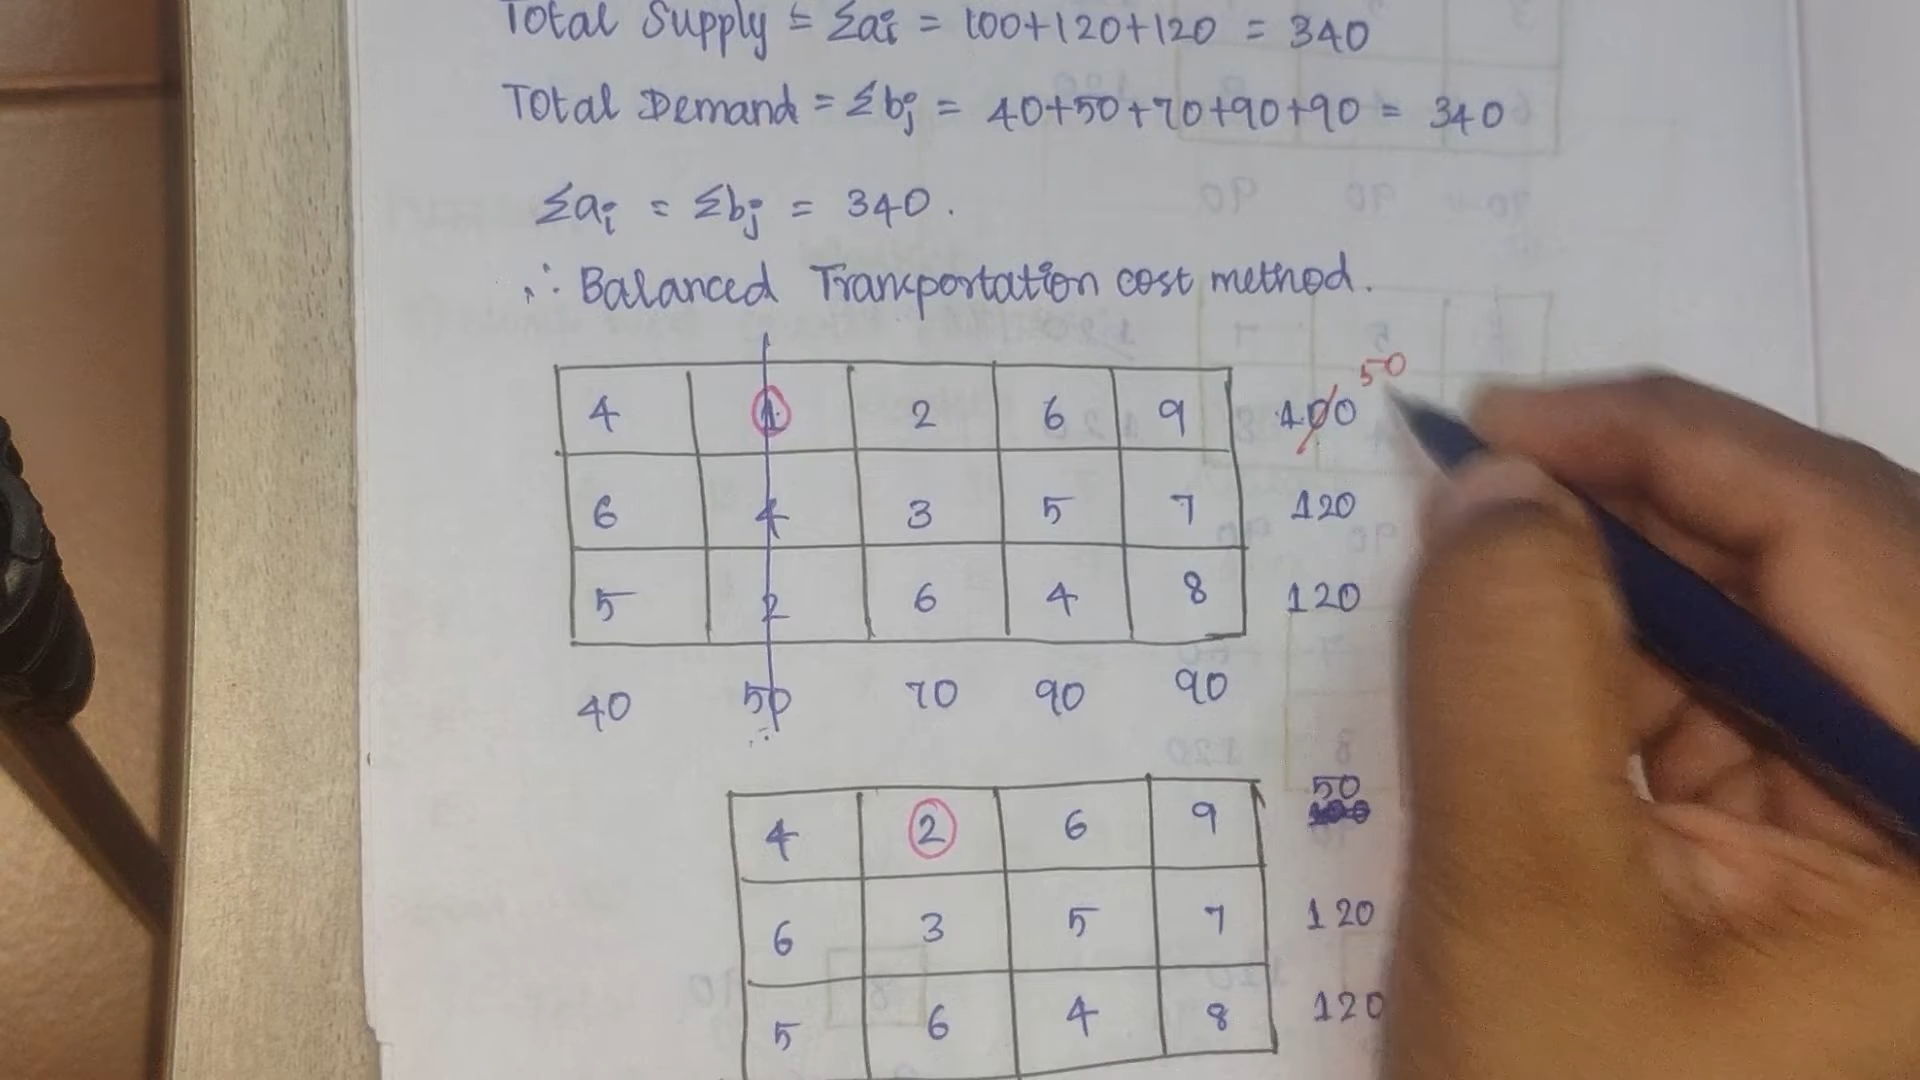 Total Supply = Σai = 100+120+120 = 340
Total Demand = Σbj = 40+50+70+90+90 = 340
Σai = Σbj = 340.
∴ Balanced Transportation cost method.
50
4 1 2 6 9 100
6 4 3 5 7 120
5 2 6 4 8 120
40 50 70 90 90
50
4 2 6 9
6 3 5 7 120
5 6 4 8 120